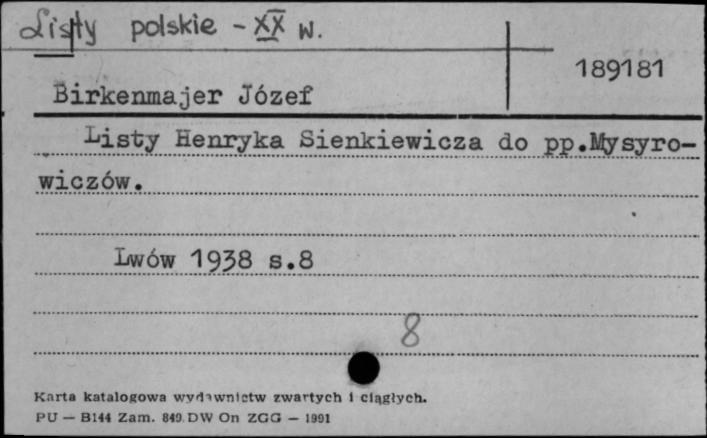 Listy polskie - XX w.
189181
Birkenmajer Józef
Listy Henryka Sienkiewicza do pp.Mysyro-
wiczów.
Lwów 1938 s.8
8
Karta katalogowa wydawnictw zwartych i ciągłych.
PU — B144 Zam. 849 DW On ZGG — 1991